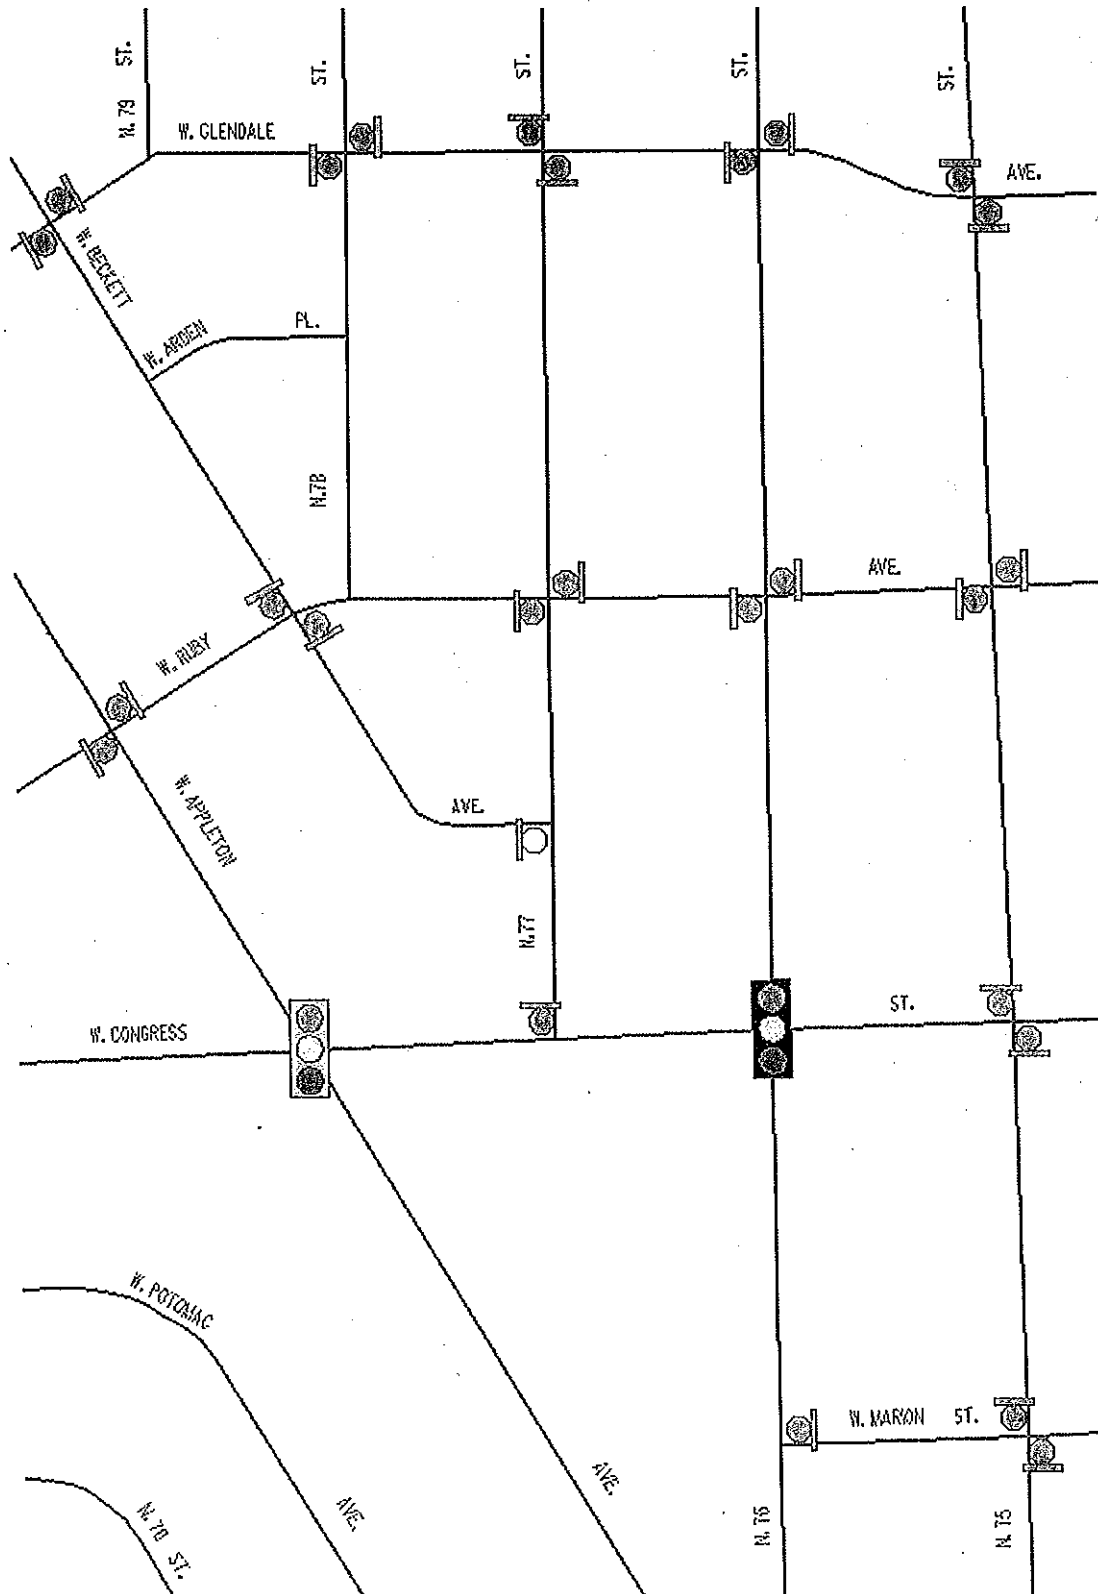 N. 79 ST.
ST.
ST.
ST.
ST.
W. GLENDALE
AVE.
W. BECKETT
W. ARDEN
PL.
N. 78
AVE.
W. RUBY
W. APPLETON
AVE.
N. 77
W. CONGRESS
ST.
W. POTOMAC
AVE.
AVE.
W. MARION ST.
N. 76
N. 75
ST.